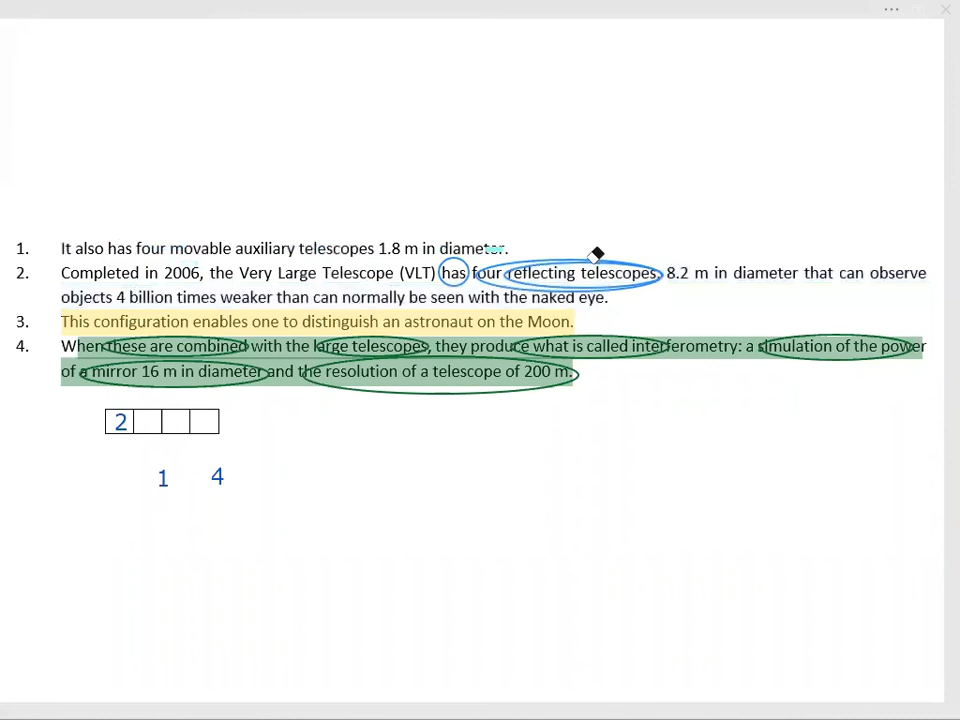 1. It also has four movable auxiliary telescopes 1.8 m in diameter.
2. Completed in 2006, the Very Large Telescope (VLT) has four reflecting telescopes, 8.2 m in diameter that can observe
objects 4 billion times weaker than can normally be seen with the naked eye.
3. This configuration enables one to distinguish an astronaut on the Moon.
4. When these are combined with the large telescopes, they produce what is called interferometry: a simulation of the power
of a mirror 16 m in diameter and the resolution of a telescope of 200 m.
2
1 4